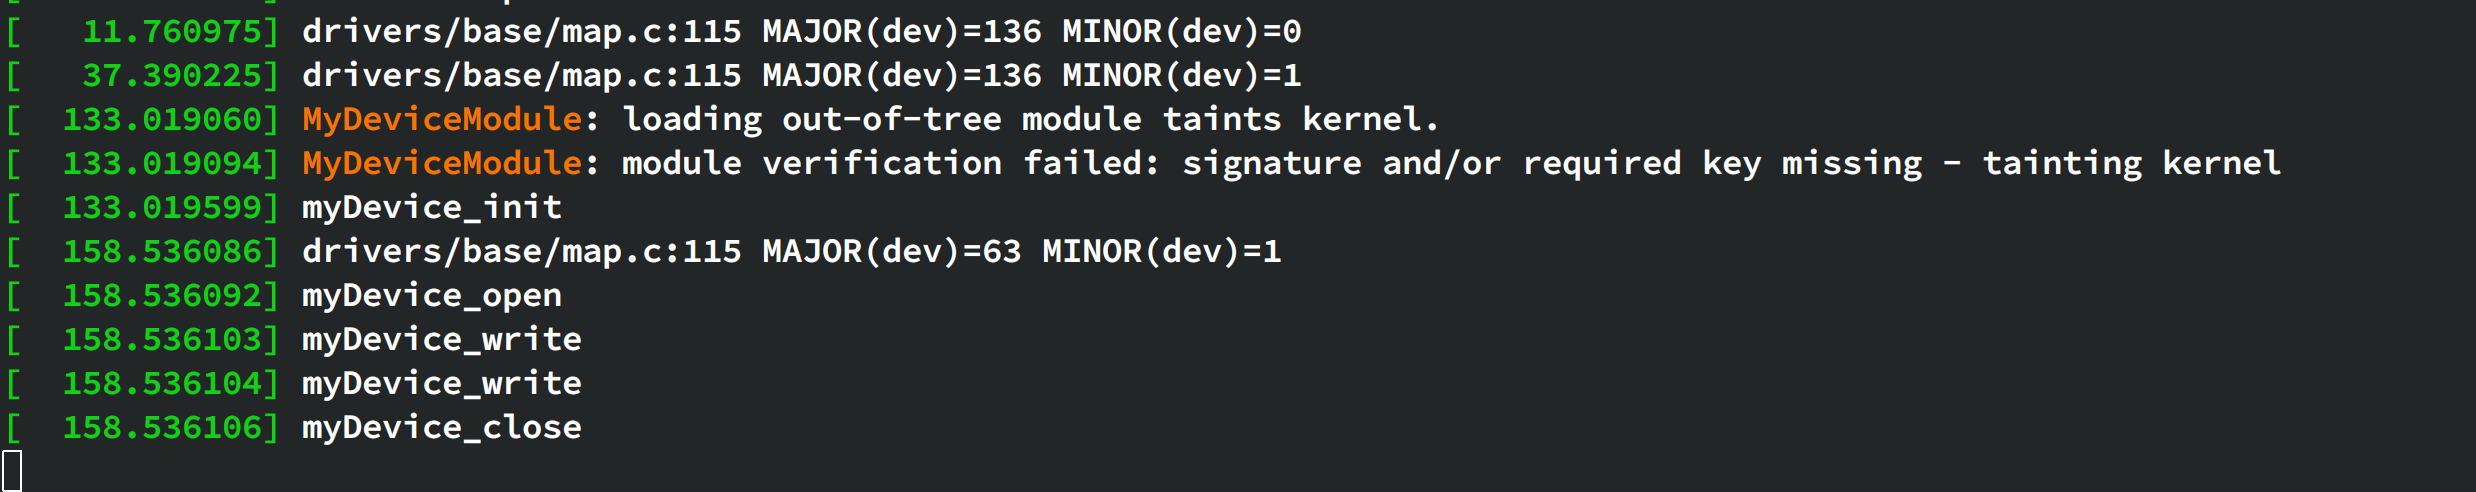 [   11.760975] drivers/base/map.c:115 MAJOR(dev)=136 MINOR(dev)=0
[   37.390225] drivers/base/map.c:115 MAJOR(dev)=136 MINOR(dev)=1
[  133.019060] MyDeviceModule: loading out-of-tree module taints kernel.
[  133.019094] MyDeviceModule: module verification failed: signature and/or required key missing - tainting kernel
[  133.019599] myDevice_init
[  158.536086] drivers/base/map.c:115 MAJOR(dev)=63 MINOR(dev)=1
[  158.536092] myDevice_open
[  158.536103] myDevice_write
[  158.536104] myDevice_write
[  158.536106] myDevice_close